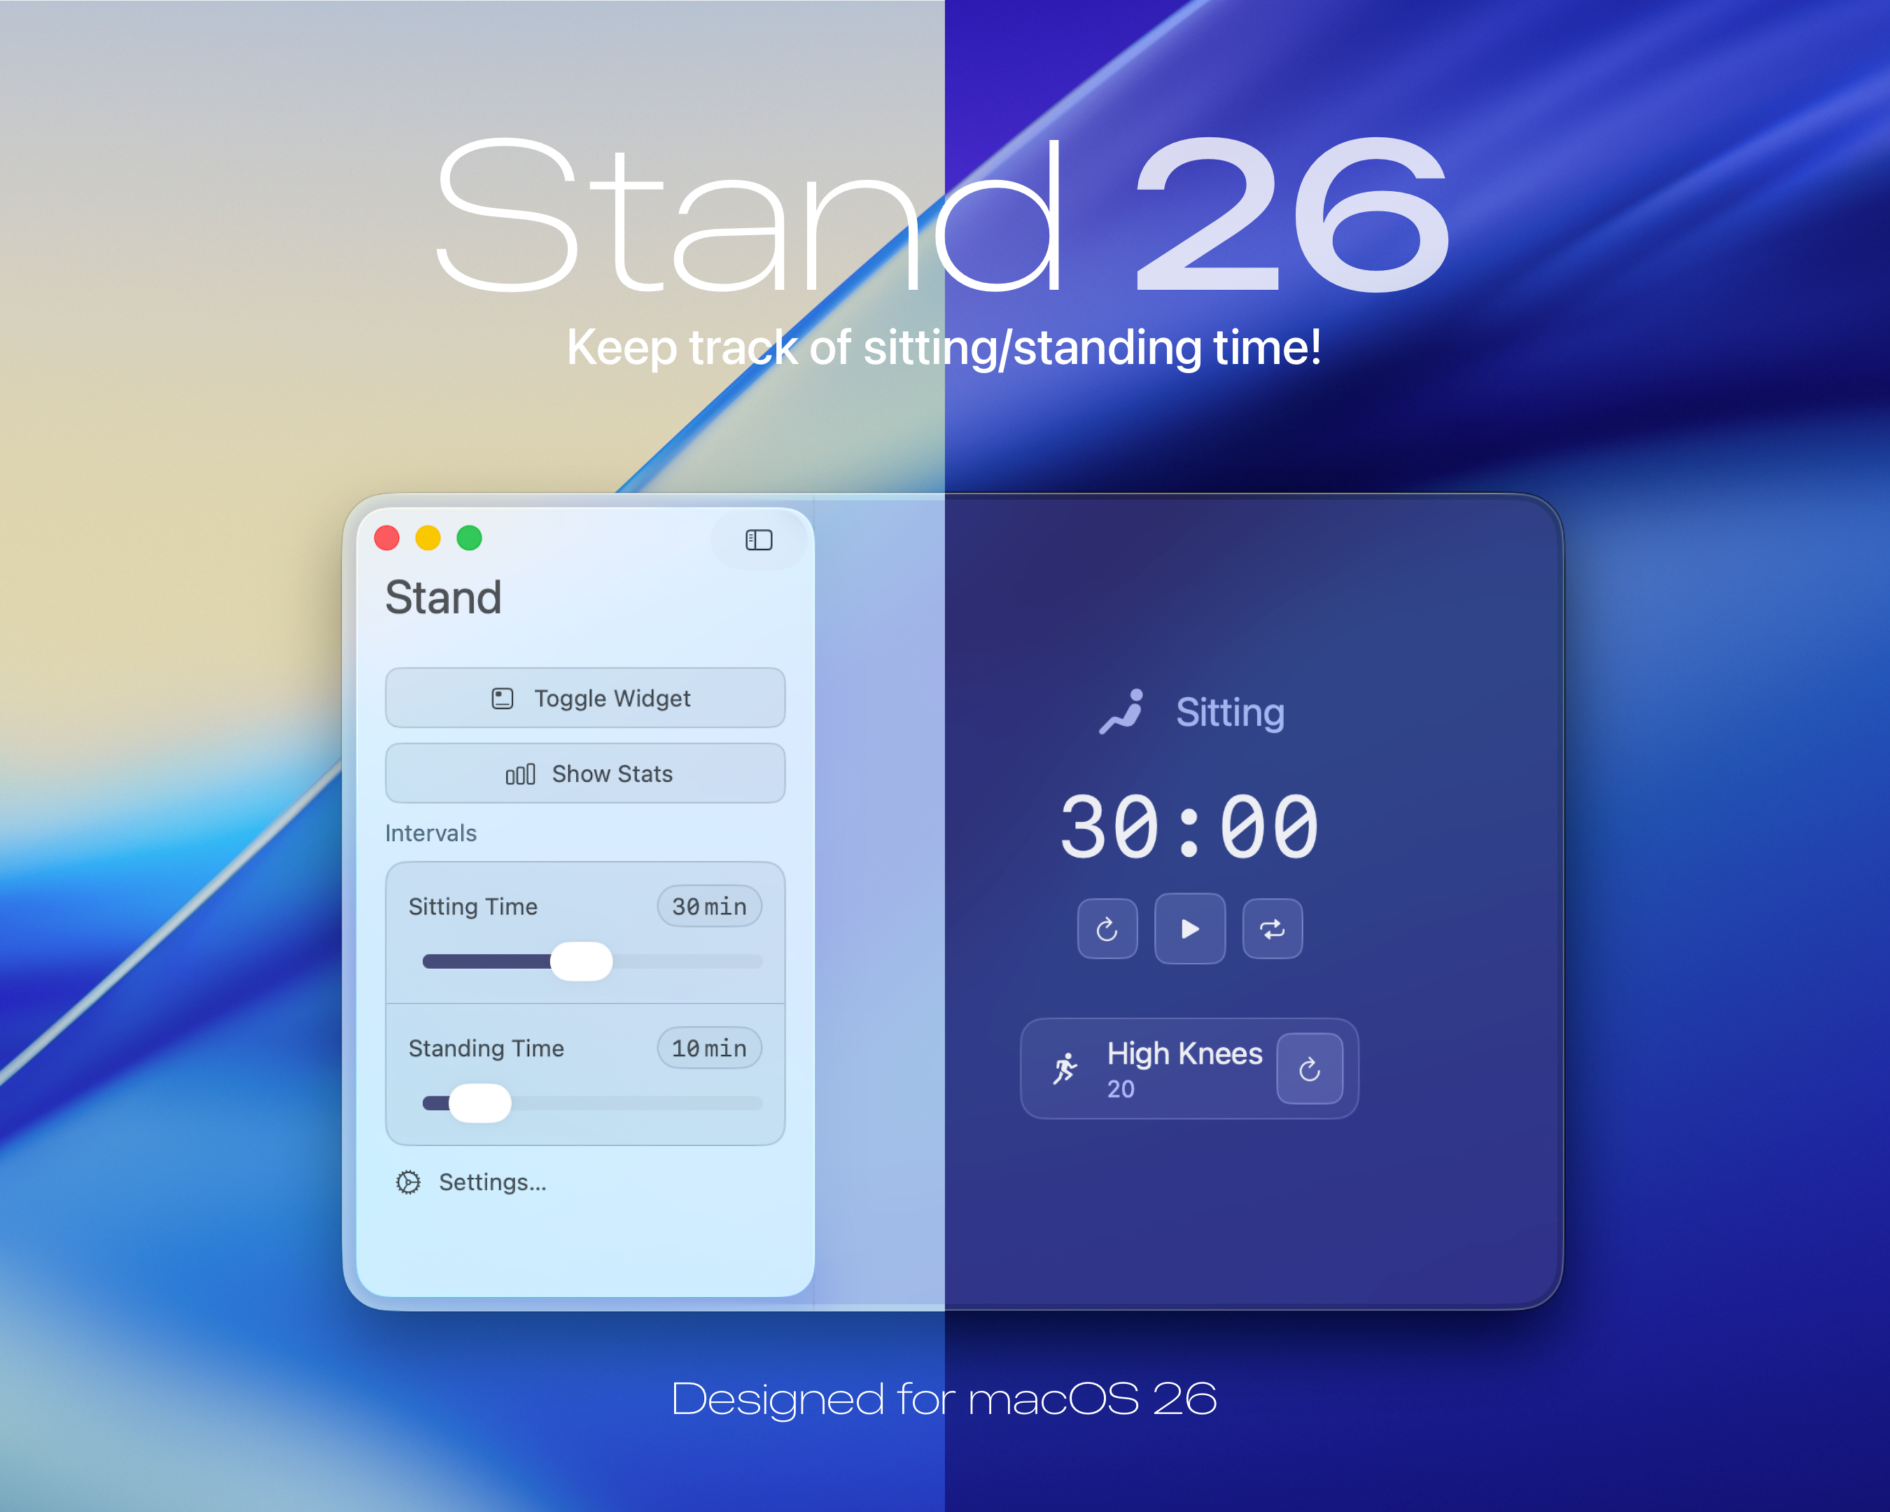 Stand 26
Keep track of sitting/standing time!
Stand
Toggle Widget
Show Stats
Intervals
Sitting Time 30 min
Standing Time 10 min
Settings...
Sitting
30:00
High Knees
20
Designed for macOS 26